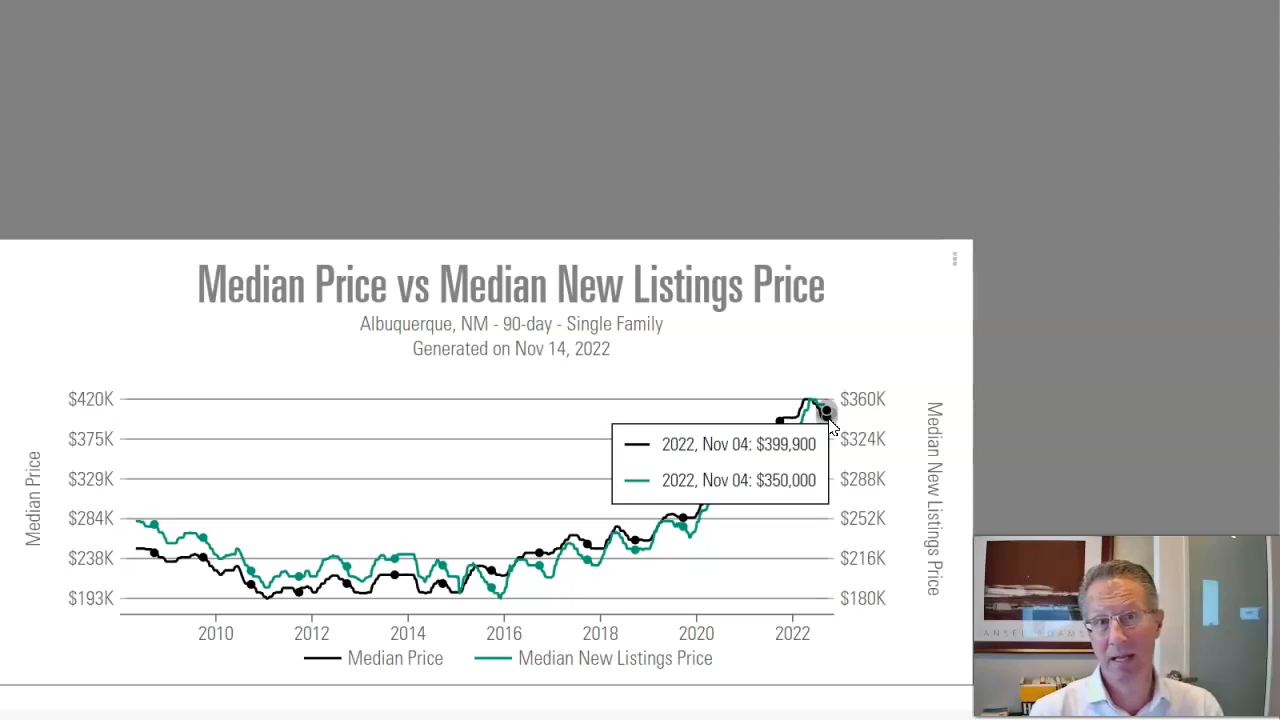 Median Price vs Median New Listings Price
Albuquerque, NM - 90-day - Single Family
Generated on Nov 14, 2022
$420K
$375K
$329K
$284K
$238K
$193K
Median Price
$360K
$324K
$288K
$252K
$216K
$180K
Median New Listings Price
2022, Nov 04: $399,900
2022, Nov 04: $350,000
2010 2012 2014 2016 2018 2020 2022
Median Price Median New Listings Price
ANSEL ADAMS